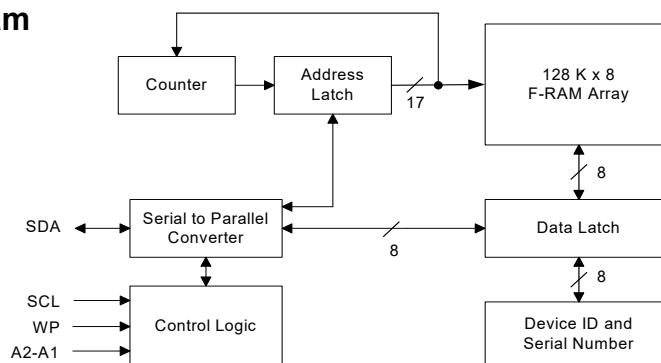 Counter
Address
Latch
17
128 K x 8
F-RAM Array
8
SDA
Serial to Parallel
Converter
8
Data Latch
8
SCL
WP
A2-A1
Control Logic
Device ID and
Serial Number